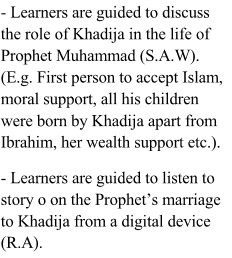 - Learners are guided to discuss
the role of Khadija in the life of
Prophet Muhammad (S.A.W).
(E.g. First person to accept Islam,
moral support, all his children
were born by Khadija apart from
Ibrahim, her wealth support etc.).
- Learners are guided to listen to
story o on the Prophet’s marriage
to Khadija from a digital device
(R.A).